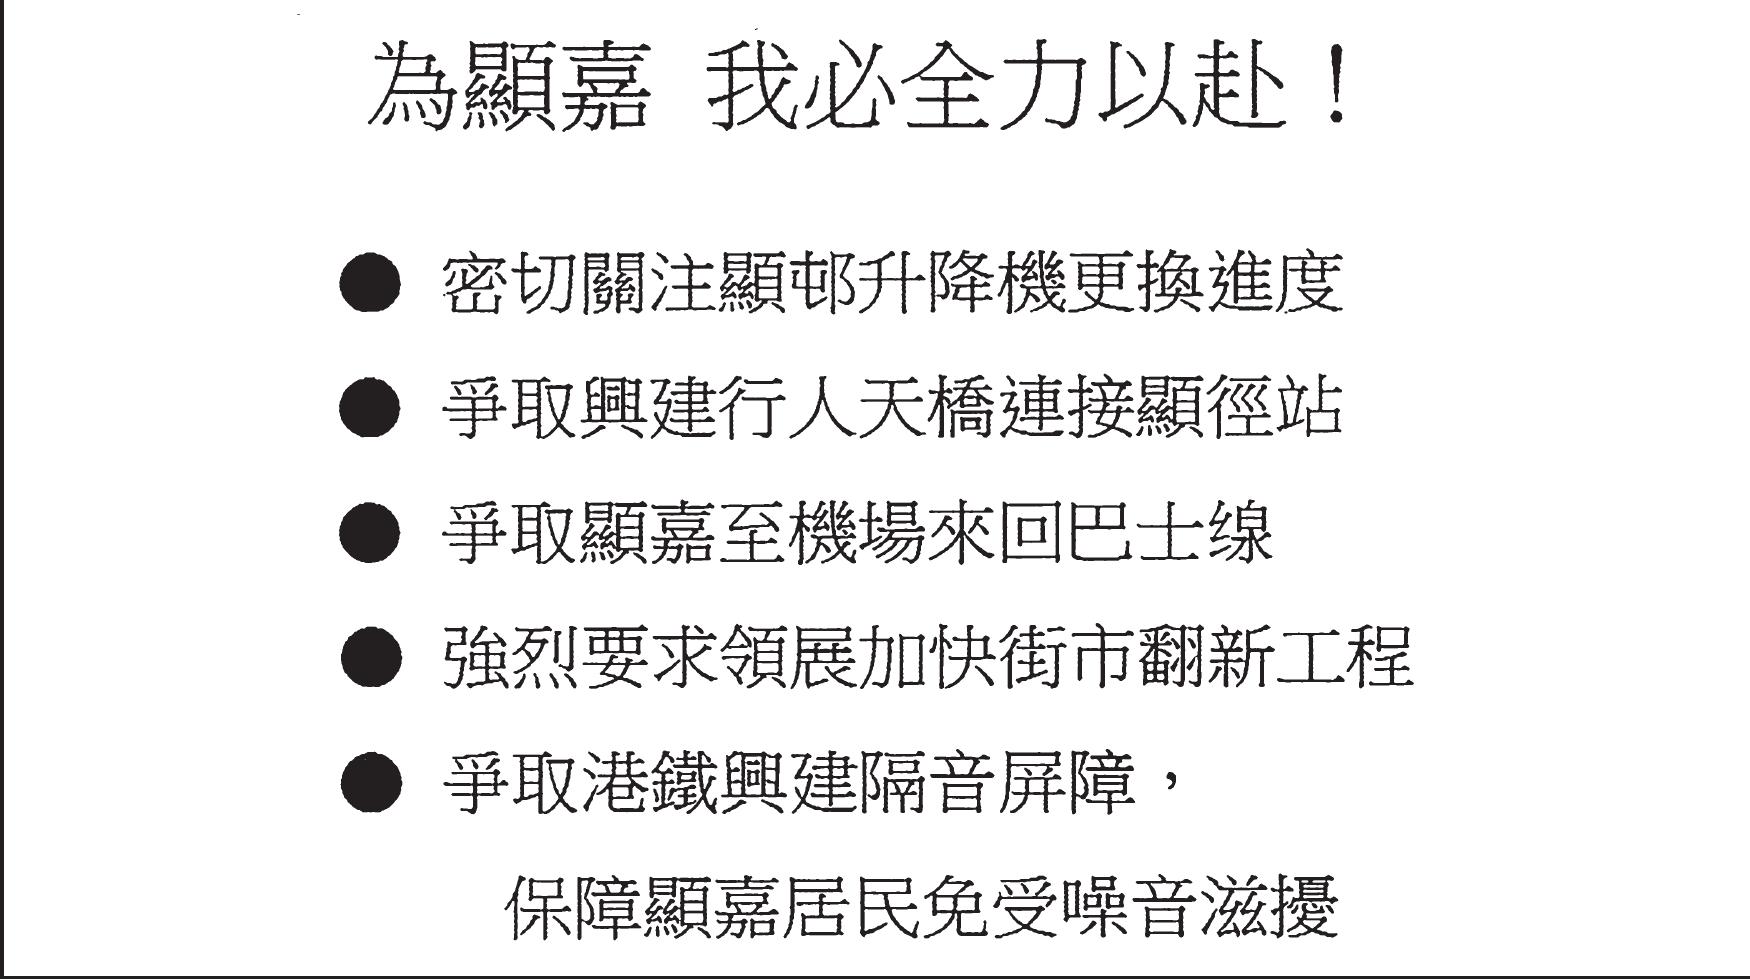 為顯嘉 我必全力以赴！
● 密切關注顯邨升降機更換進度
● 爭取興建行人天橋連接顯徑站
● 爭取顯嘉至機場來回巴士线
● 強烈要求領展加快街市翻新工程
● 爭取港鐵興建隔音屏障，
保障顯嘉居民免受噪音滋擾